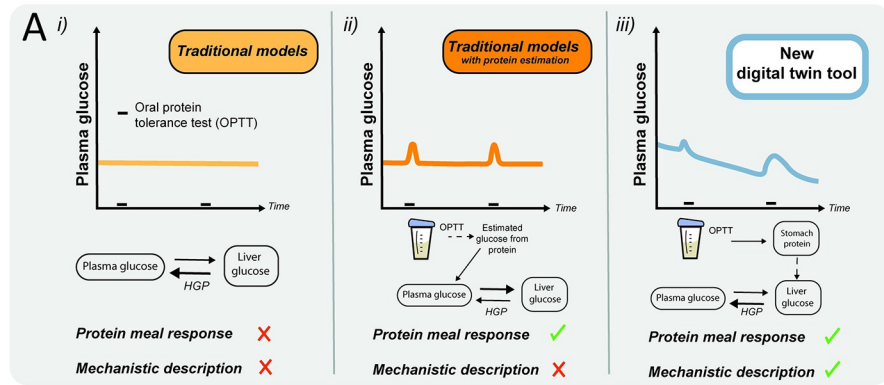 A
i)
Traditional models
Plasma glucose
Oral protein
tolerance test (OPTT)
Time
Plasma glucose
Liver
glucose
HGP
Protein meal response
Mechanistic description
ii)
Traditional models
with protein estimation
Plasma glucose
Time
OPTT
Estimated
glucose from
protein
Plasma glucose
Liver
glucose
HGP
Protein meal response
Mechanistic description
iii)
New
digital twin tool
Plasma glucose
Time
OPTT
Stomach
protein
Plasma glucose
Liver
glucose
HGP
Protein meal response
Mechanistic description